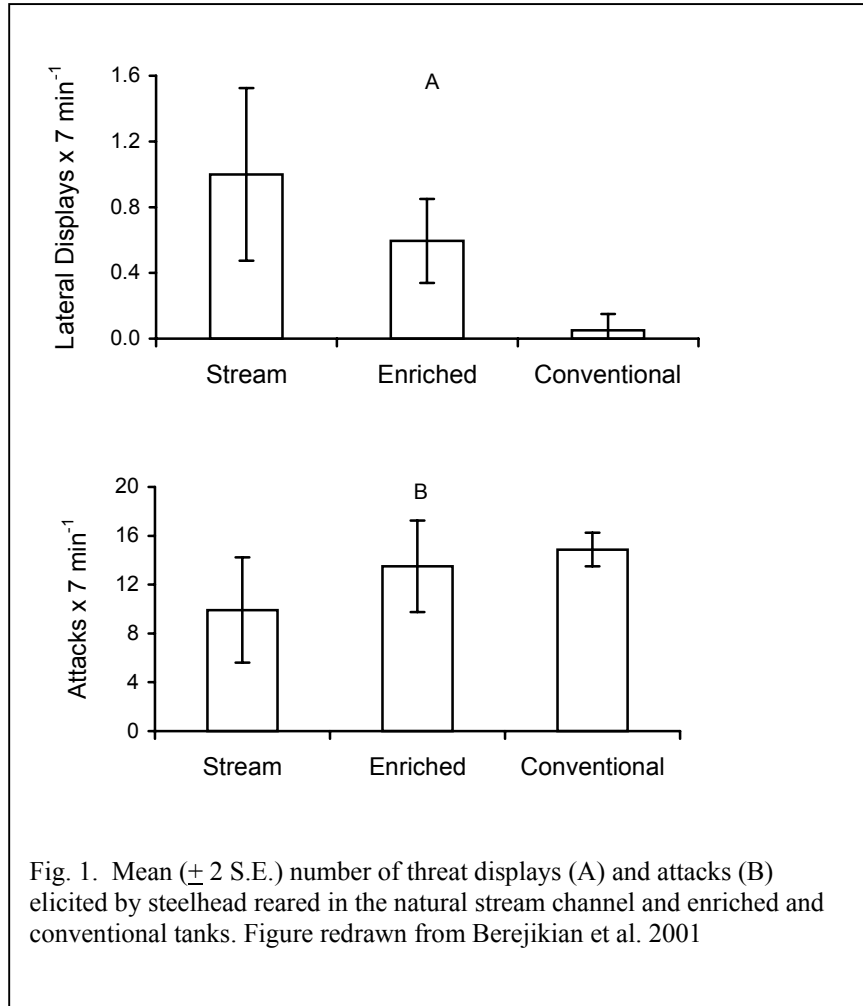 A
Lateral Displays x 7 min⁻¹
1.6
1.2
0.8
0.4
0.0
Stream Enriched Conventional
B
Attacks x 7 min⁻¹
20
16
12
8
4
0
Stream Enriched Conventional
Fig. 1. Mean (± 2 S.E.) number of threat displays (A) and attacks (B)
elicited by steelhead reared in the natural stream channel and enriched and
conventional tanks. Figure redrawn from Berejikian et al. 2001